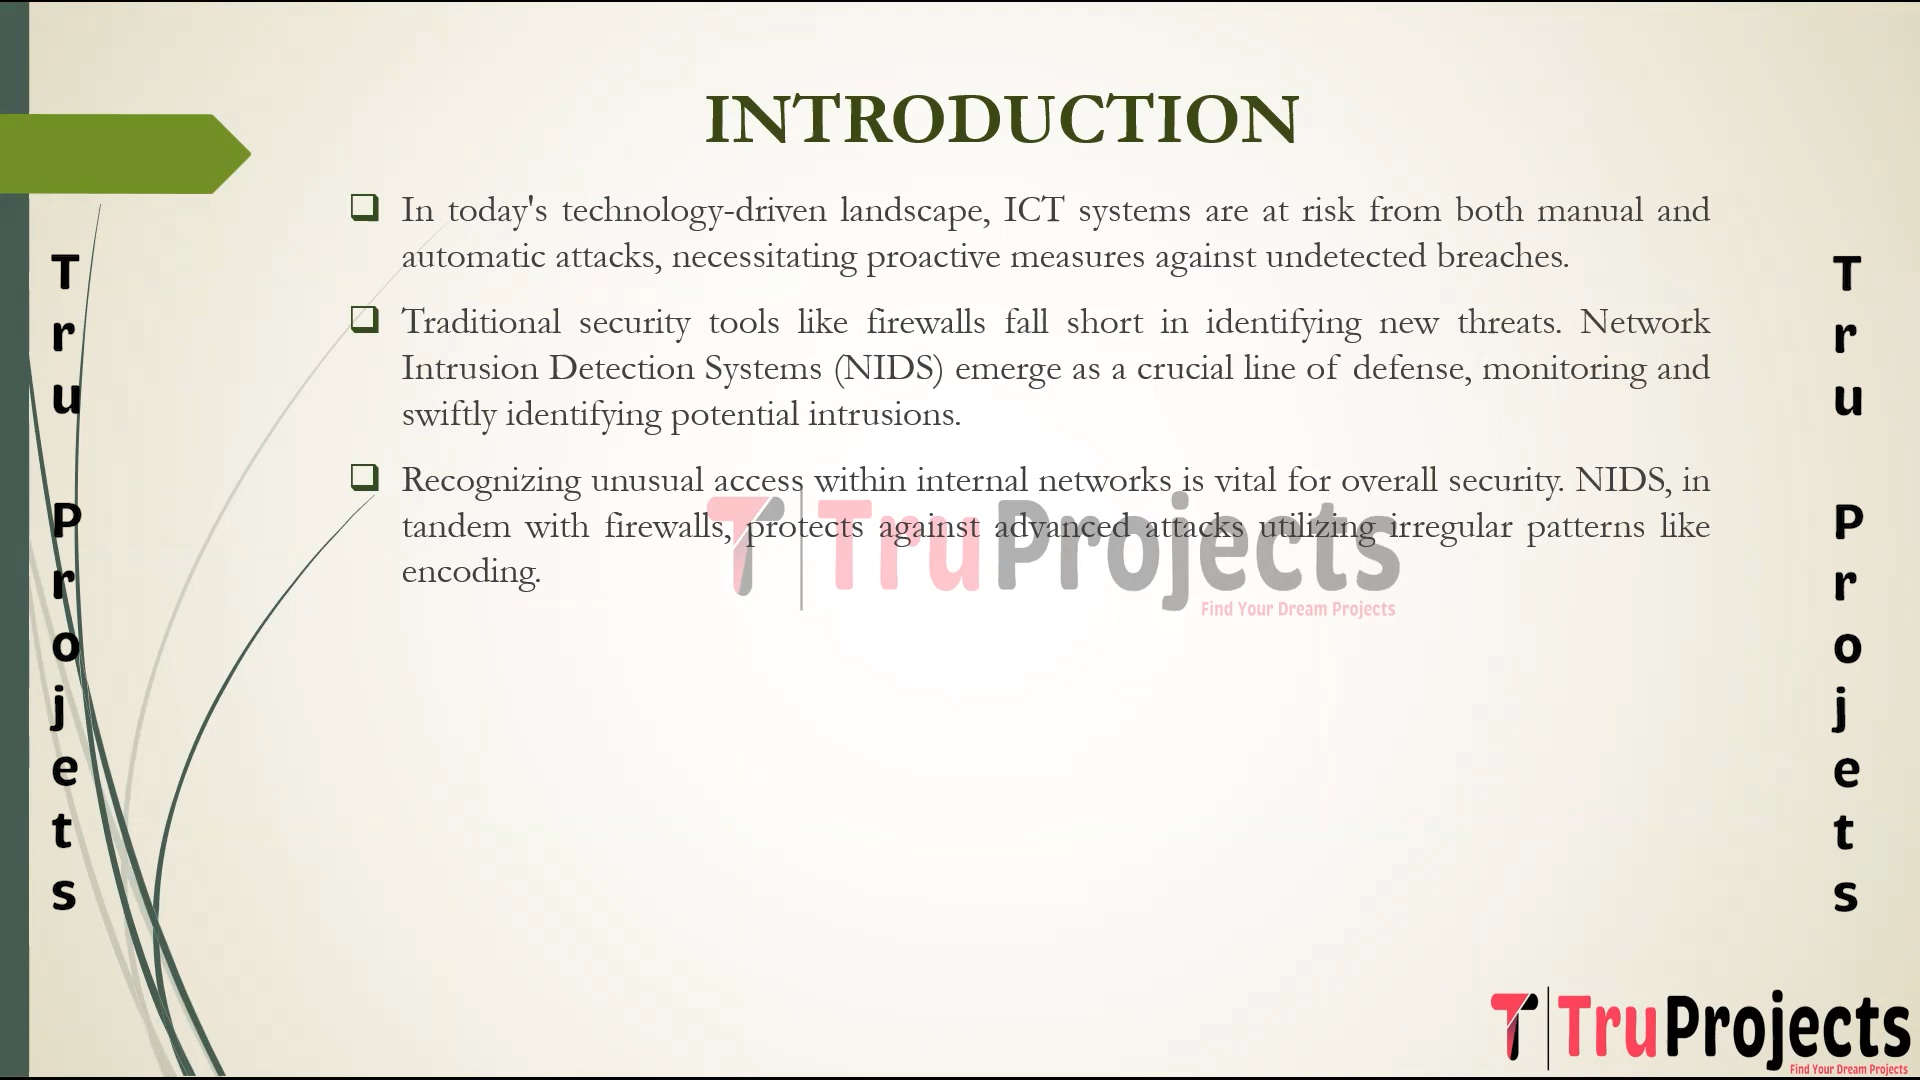 INTRODUCTION
In today's technology-driven landscape, ICT systems are at risk from both manual and
automatic attacks, necessitating proactive measures against undetected breaches.
Traditional security tools like firewalls fall short in identifying new threats. Network
Intrusion Detection Systems (NIDS) emerge as a crucial line of defense, monitoring and
swiftly identifying potential intrusions.
Recognizing unusual access within internal networks is vital for overall security. NIDS, in
tandem with firewalls, protects against advanced attacks utilizing irregular patterns like
encoding.
TruProjects
Find Your Dream Projects
Tru Projets
Tru Projets
TruProjects
Find Your Dream Projects